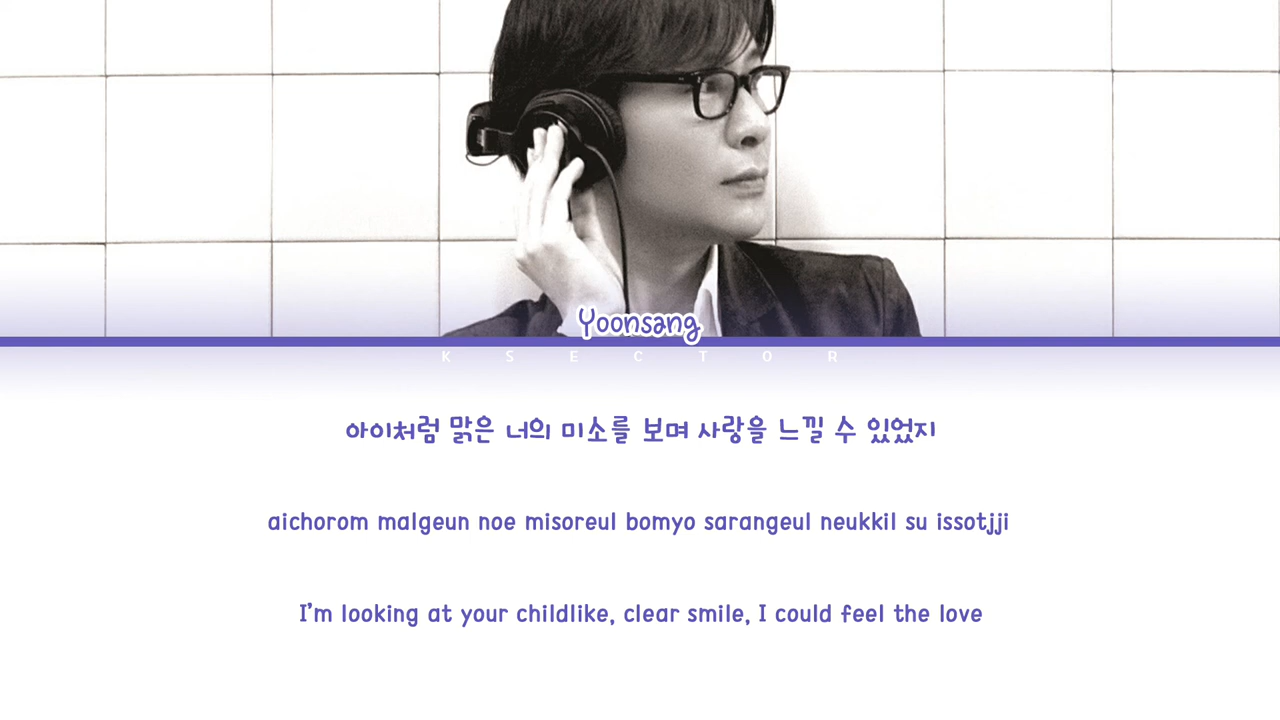 Yoonsang
K S E C T O R
아이처럼 맑은 너의 미소를 보며 사랑을 느낄 수 있었지
aichorom malgeun noe misoreul bomyo sarangeul neukkil su issotjji
I'm looking at your childlike, clear smile, I could feel the love